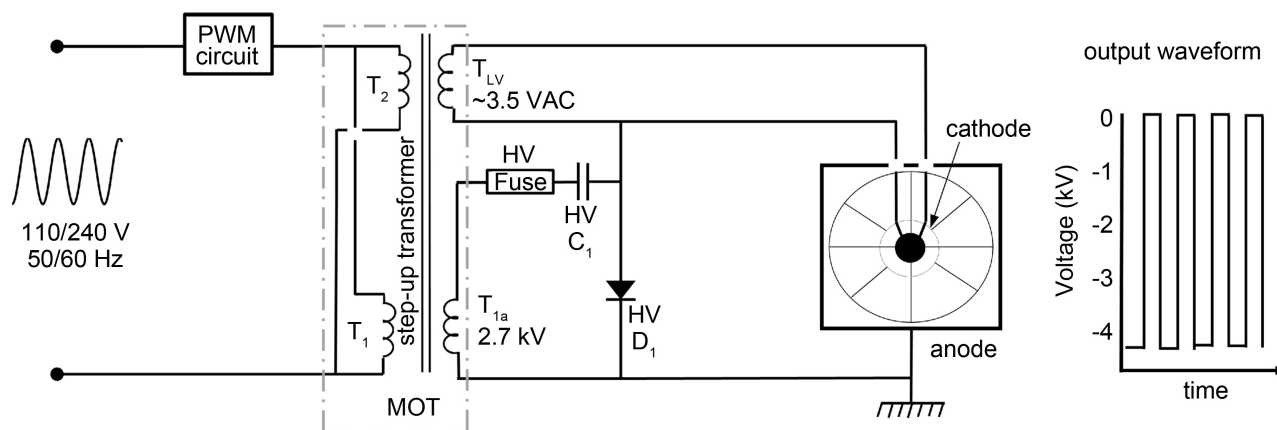 PWM
circuit
110/240 V
50/60 Hz
T2
T1
step-up transformer
MOT
TLV
~3.5 VAC
HV
Fuse
HV
C1
T1a
2.7 kV
HV
D1
cathode
anode
output waveform
Voltage (kV)
0
-1
-2
-3
-4
time